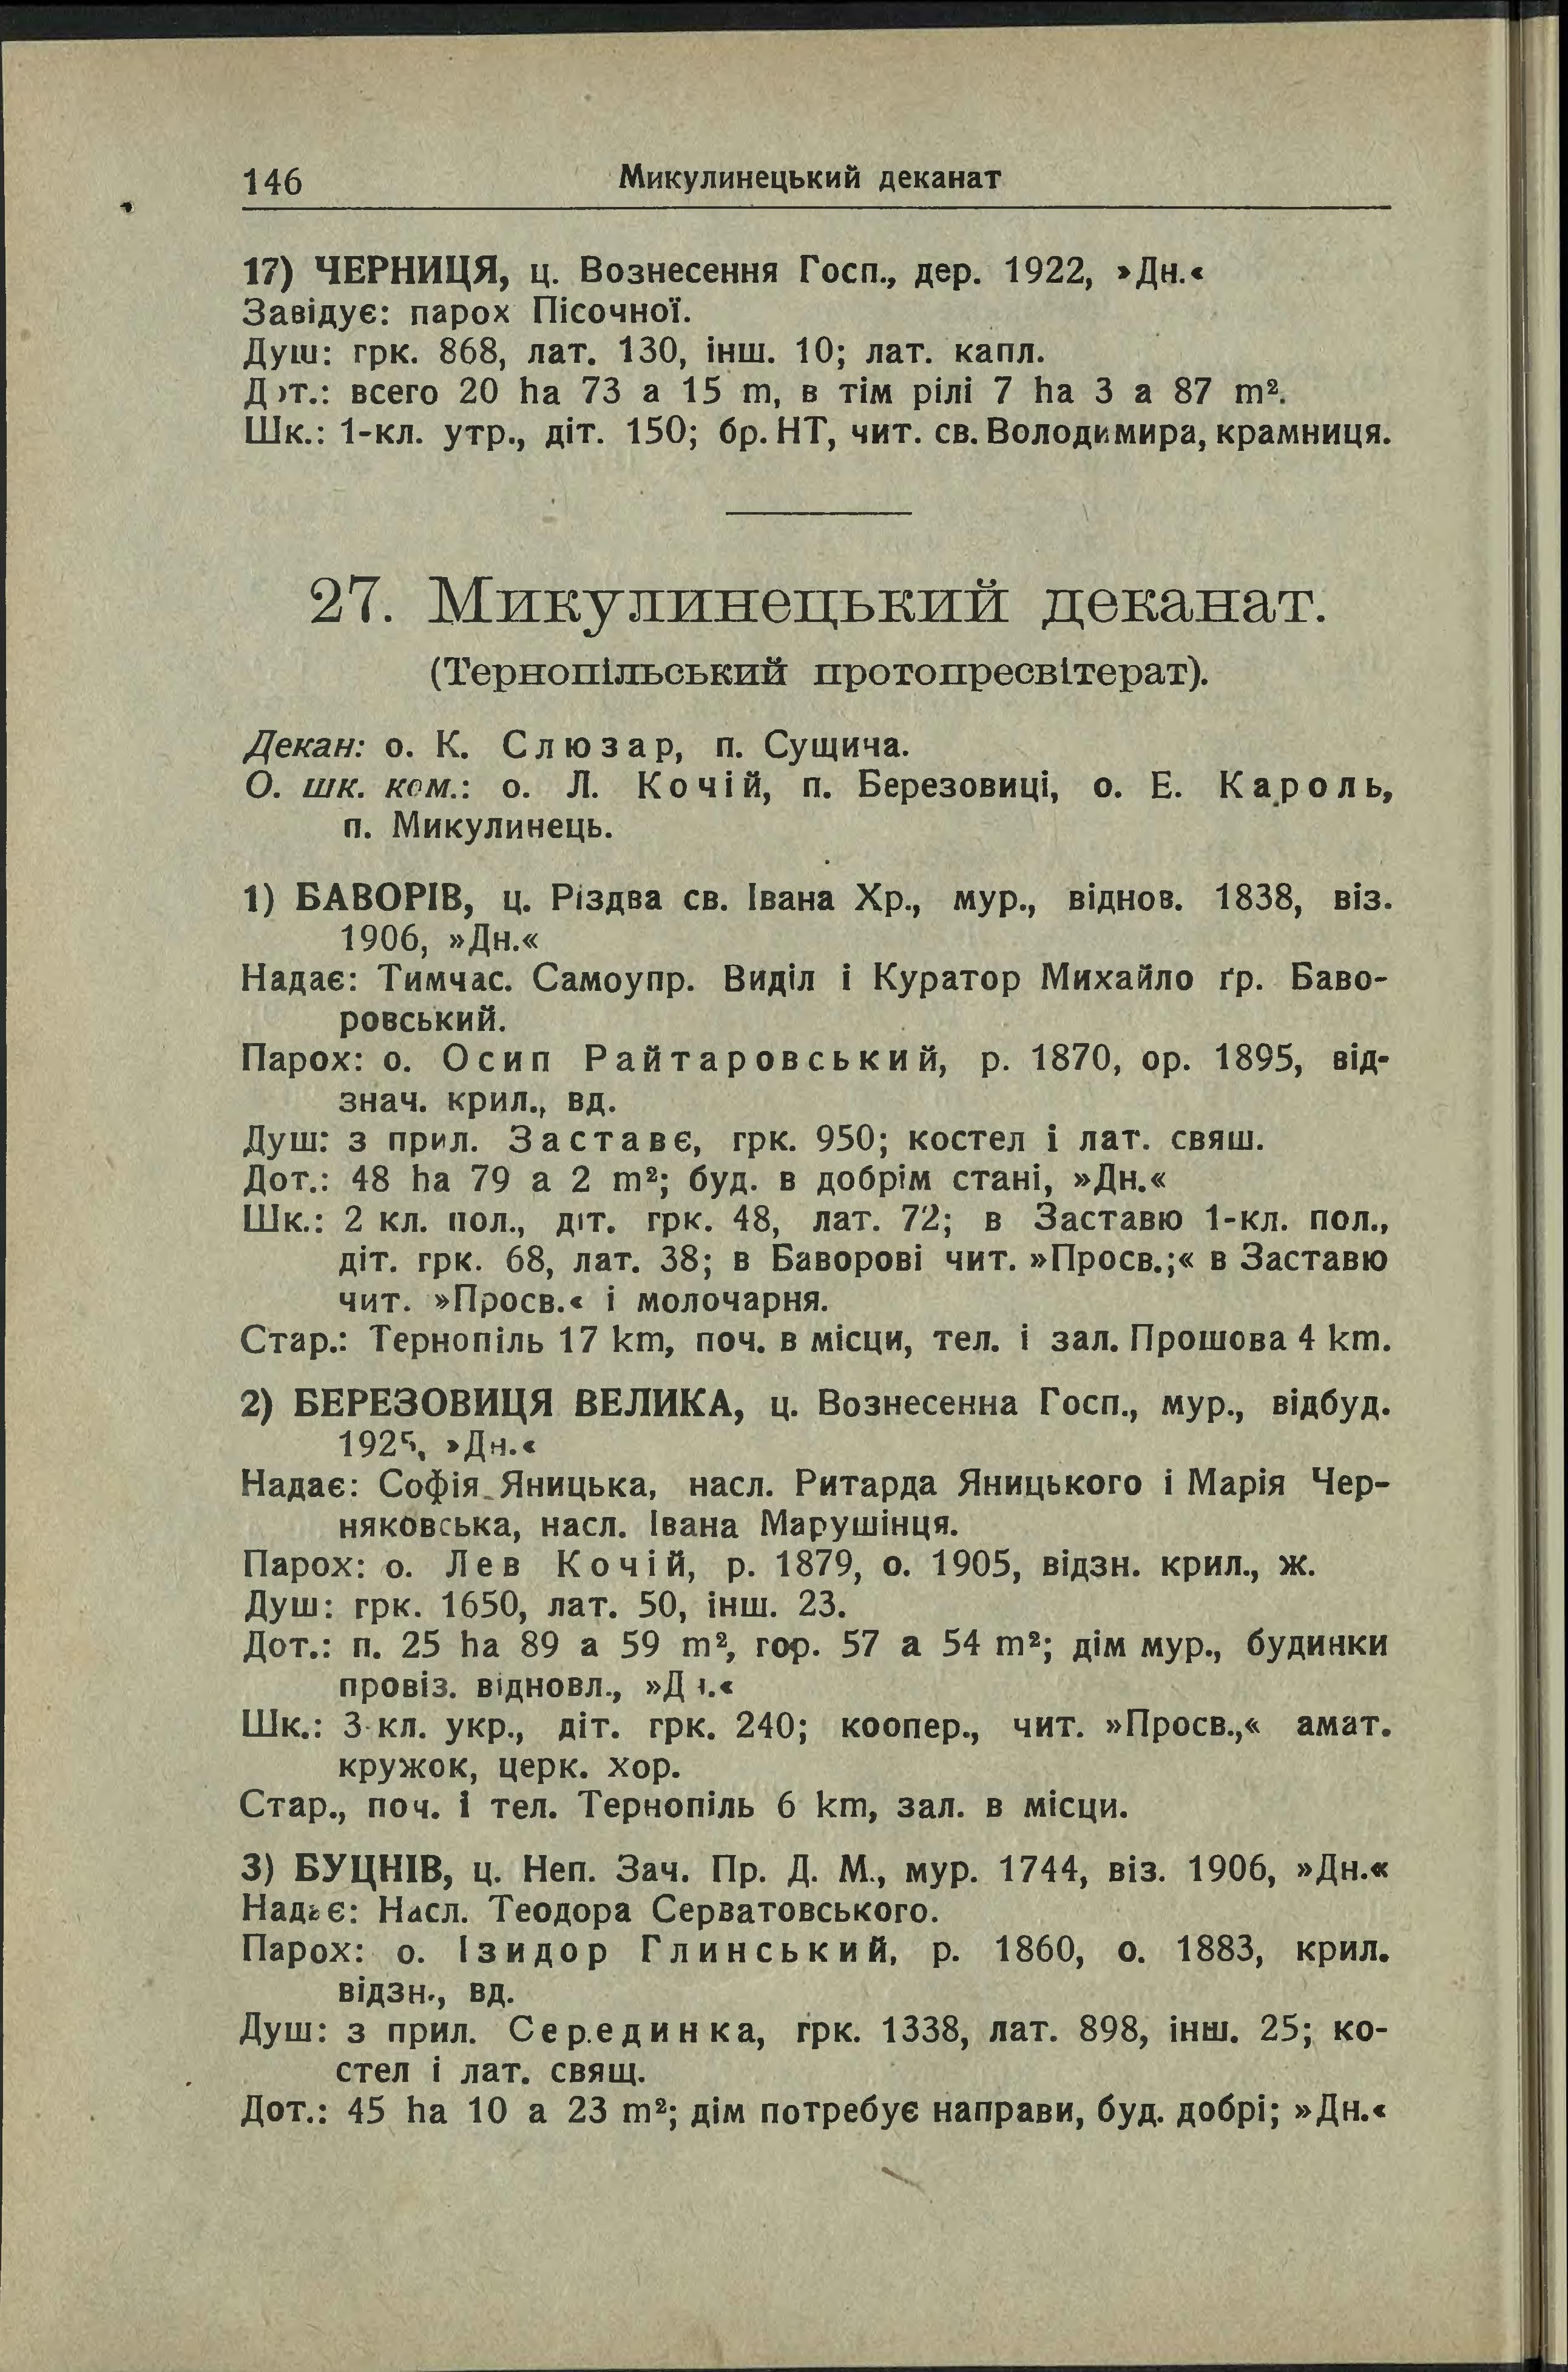 146 Микулинецький деканат
17) ЧЕРНИЦЯ, ц. Вознесення Госп., дер. 1922, »Дн.«
Завідує: парох Пісочної.
Душ: грк. 868, лат. 130, інш. 10; лат. капл.
Дот.: всего 20 ha 73 a 15 m, в тім рілі 7 ha 3 a 87 m².
Шк.: 1-кл. утр., діт. 150; бр. НТ, чит. св. Володимира, крамниця.
27. Микулинецький деканат.
(Тернопільський протопресвітерат).
Декан: о. К. Слюзар, п. Сущича.
О. шк. ком.: о. Л. Кочій, п. Березовиці, о. Е. Кароль,
п. Микулинець.
1) БАВОРІВ, ц. Різдва св. Івана Хр., мур., віднов. 1838, віз.
1906, »Дн.«
Надає: Тимчас. Самоупр. Виділ і Куратор Михайло ґр. Баво-
ровський.
Парох: о. Осип Райтаровський, р. 1870, ор. 1895, від-
знач. крил., вд.
Душ: з прил. Заставє, грк. 950; костел і лат. свяш.
Дот.: 48 ha 79 a 2 m²; буд. в добрім стані, »Дн.«
Шк.: 2 кл. пол., діт. грк. 48, лат. 72; в Заставю 1-кл. пол.,
діт. грк. 68, лат. 38; в Баворові чит. »Просв.;« в Заставю
чит. »Просв.« і молочарня.
Стар.: Тернопіль 17 km, поч. в місци, тел. і зал. Прошова 4 km.
2) БЕРЕЗОВИЦЯ ВЕЛИКА, ц. Вознесенна Госп., мур., відбуд.
»Дн.«
Надає: Софія Яницька, насл. Ритарда Яницького і Марія Чер-
няковська, насл. Івана Марушінця.
Парох: о. Лев Кочій, р. 1879, о. 1905, відзн. крил., ж.
Душ: грк. 1650, лат. 50, інш. 23.
Дот.: п. 25 ha 89 a 59 m², гор. 57 a 54 m²; дім мур., будинки
провіз. відновл., »Дн.«
Шк.: 3 кл. укр., діт. грк. 240; коопер., чит. »Просв.,« амат.
кружок, церк. хор.
Стар., поч. і тел. Тернопіль 6 km, зал. в місци.
3) БУЦНІВ, ц. Неп. Зач. Пр. Д. М., мур. 1744, віз. 1906, »Дн.«
Надає: Насл. Теодора Серватовського.
Парох: о. Ізидор Глинський, р. 1860, о. 1883, крил.
відзн., вд.
Душ: з прил. Серединка, грк. 1338, лат. 898, інш. 25; ко-
стел і лат. свящ.
Дот.: 45 ha 10 a 23 m²; дім потребує направи, буд. добрі; »Дн.«